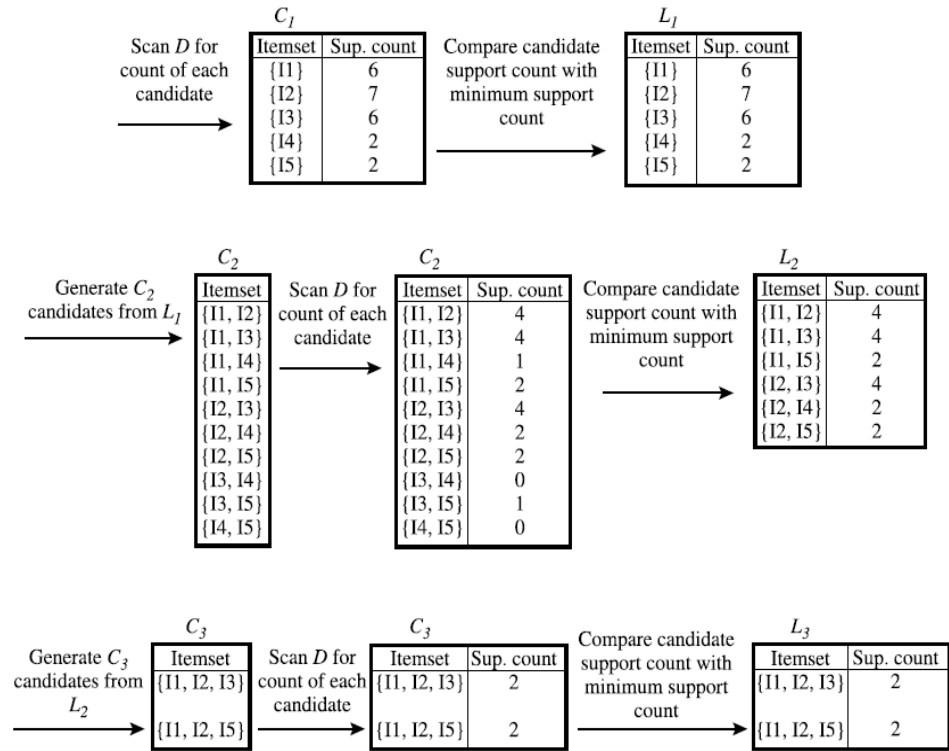 C1
L1
Scan D for
count of each
candidate
Itemset Sup. count
{I1} 6
{I2} 7
{I3} 6
{I4} 2
{I5} 2
Compare candidate
support count with
minimum support
count
Itemset Sup. count
{I1} 6
{I2} 7
{I3} 6
{I4} 2
{I5} 2
Generate C2
candidates from L1
C2
Itemset
{I1, I2}
{I1, I3}
{I1, I4}
{I1, I5}
{I2, I3}
{I2, I4}
{I2, I5}
{I3, I4}
{I3, I5}
{I4, I5}
Scan D for
count of each
candidate
C2
Itemset Sup. count
{I1, I2} 4
{I1, I3} 4
{I1, I4} 1
{I1, I5} 2
{I2, I3} 4
{I2, I4} 2
{I2, I5} 2
{I3, I4} 0
{I3, I5} 1
{I4, I5} 0
Compare candidate
support count with
minimum support
count
L2
Itemset Sup. count
{I1, I2} 4
{I1, I3} 4
{I1, I5} 2
{I2, I3} 4
{I2, I4} 2
{I2, I5} 2
Generate C3
candidates from
L2
C3
Itemset
{I1, I2, I3}
{I1, I2, I5}
Scan D for
count of each
candidate
C3
Itemset Sup. count
{I1, I2, I3} 2
{I1, I2, I5} 2
Compare candidate
support count with
minimum support
count
L3
Itemset Sup. count
{I1, I2, I3} 2
{I1, I2, I5} 2